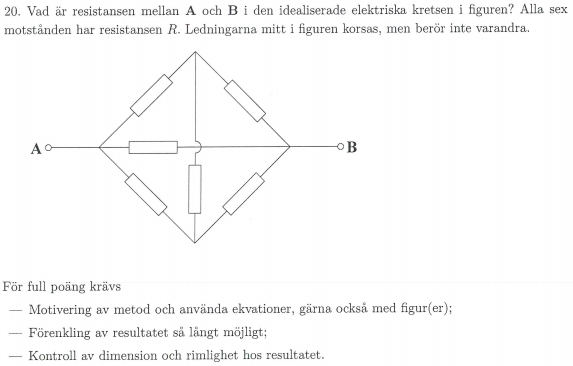 20. Vad är resistansen mellan A och B i den idealiserade elektriska kretsen i figuren? Alla sex
motstånden har resistansen R. Ledningarna mitt i figuren korsas, men berör inte varandra.
A
B
För full poäng krävs
— Motivering av metod och använda ekvationer, gärna också med figur(er);
— Förenkling av resultatet så långt möjligt;
— Kontroll av dimension och rimlighet hos resultatet.